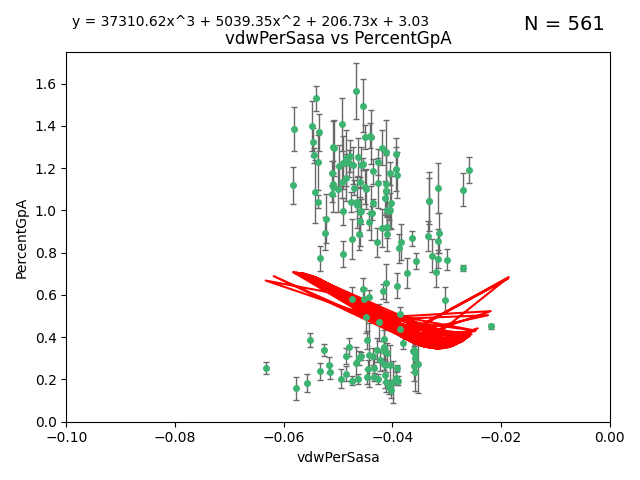 y = 37310.62x^3 + 5039.35x^2 + 206.73x + 3.03
N = 561
vdwPerSasa vs PercentGpA
PercentGpA
1.6
1.4
1.2
1.0
0.8
0.6
0.4
0.2
0.0
−0.10 −0.08 −0.06 −0.04 −0.02 0.00
vdwPerSasa